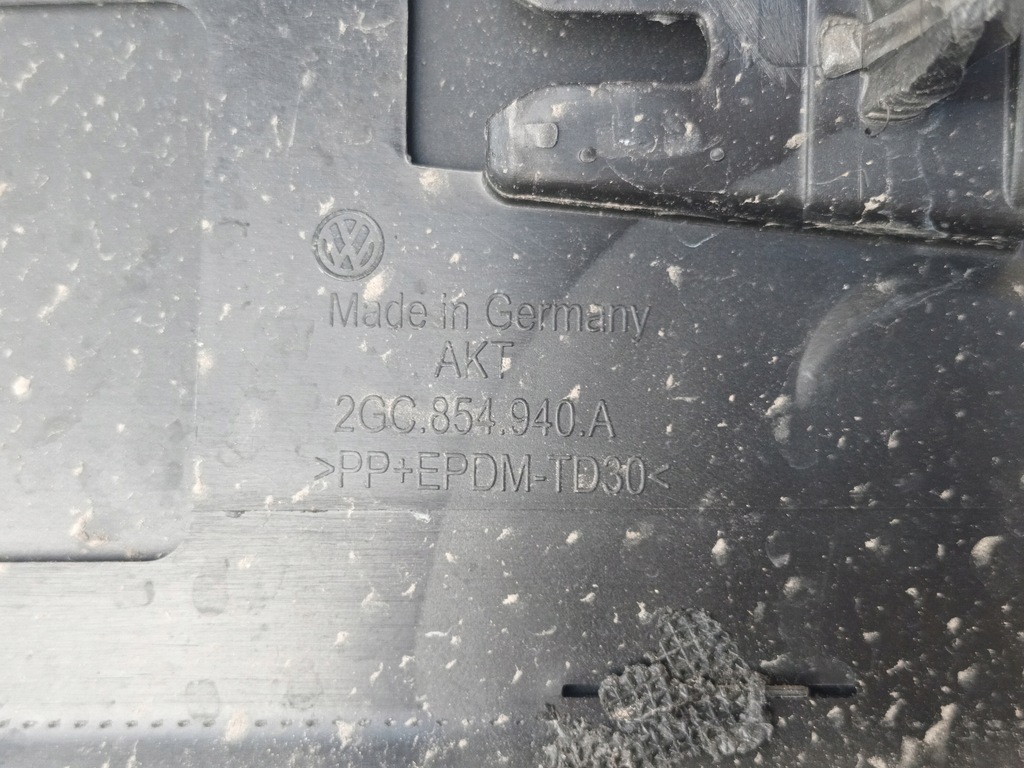 Made in Germany
AKT
2GC.854.940.A
>PP+EPDM-TD30<